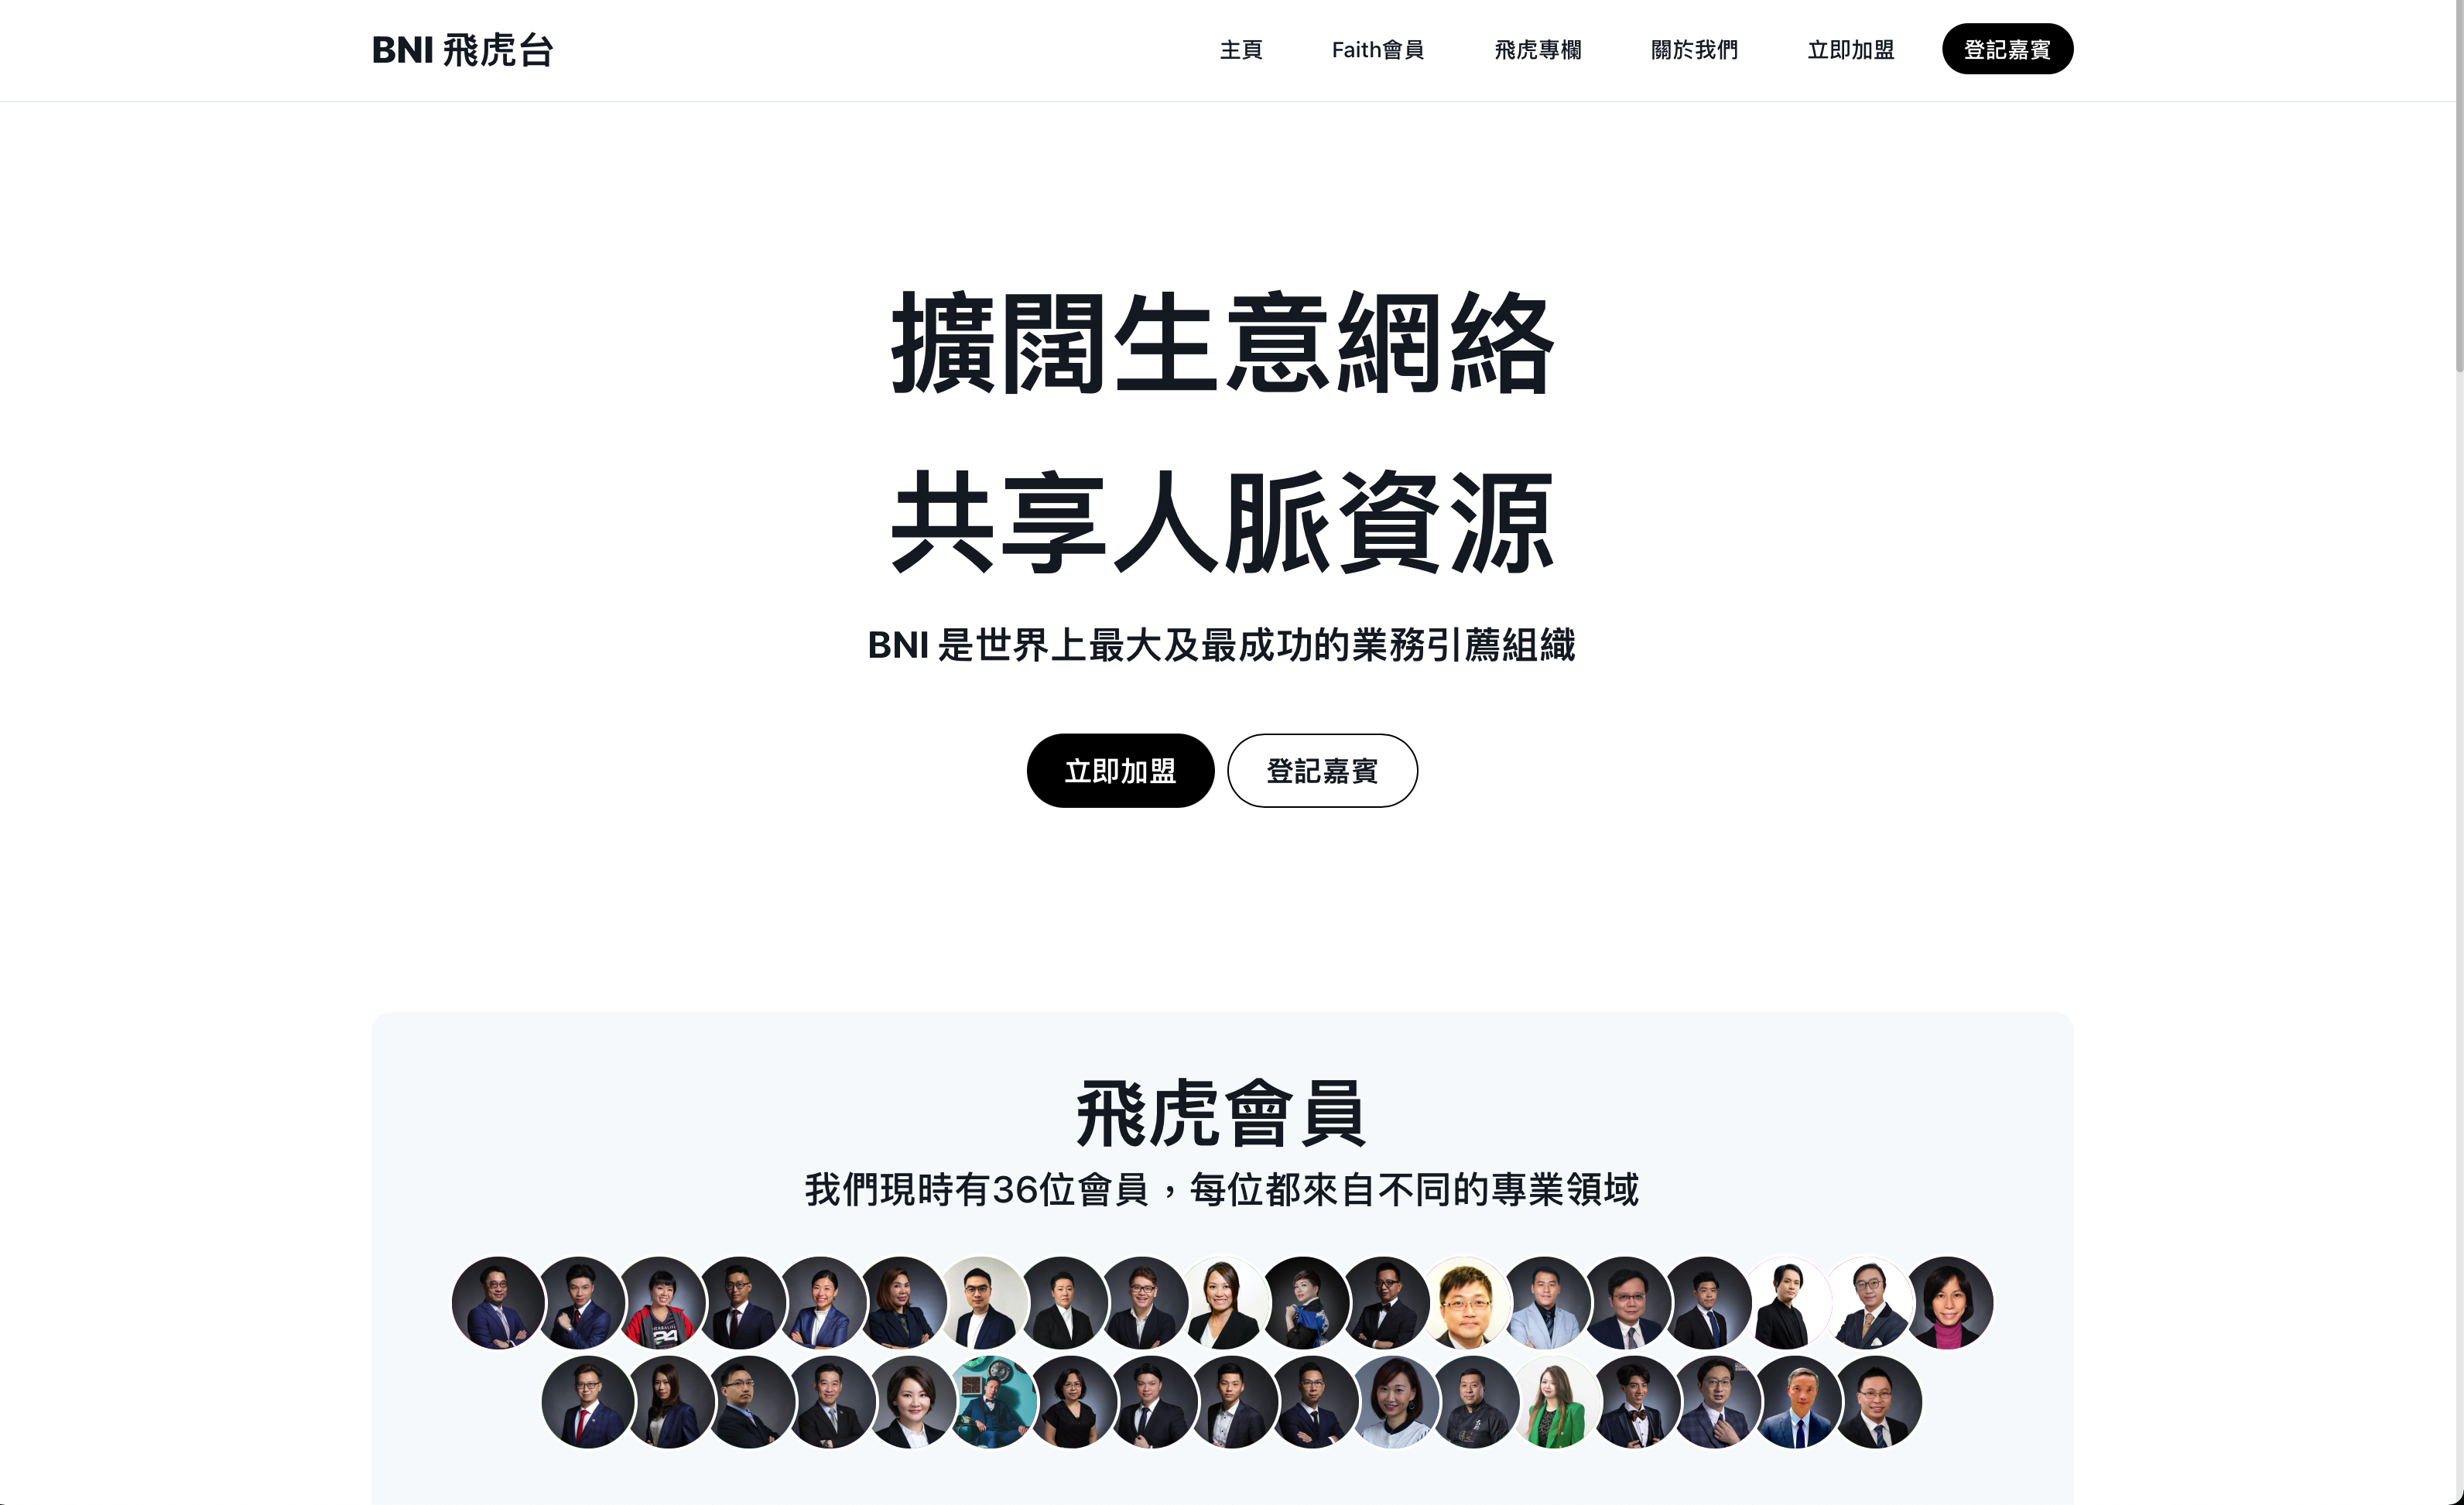 BNI 飛虎台
主頁 Faith會員 飛虎專欄 關於我們 立即加盟 登記嘉賓
擴闊生意網絡
共享人脈資源
BNI 是世界上最大及最成功的業務引薦組織
立即加盟 登記嘉賓
飛虎會員
我們現時有36位會員，每位都來自不同的專業領域
HERBALIFE
24